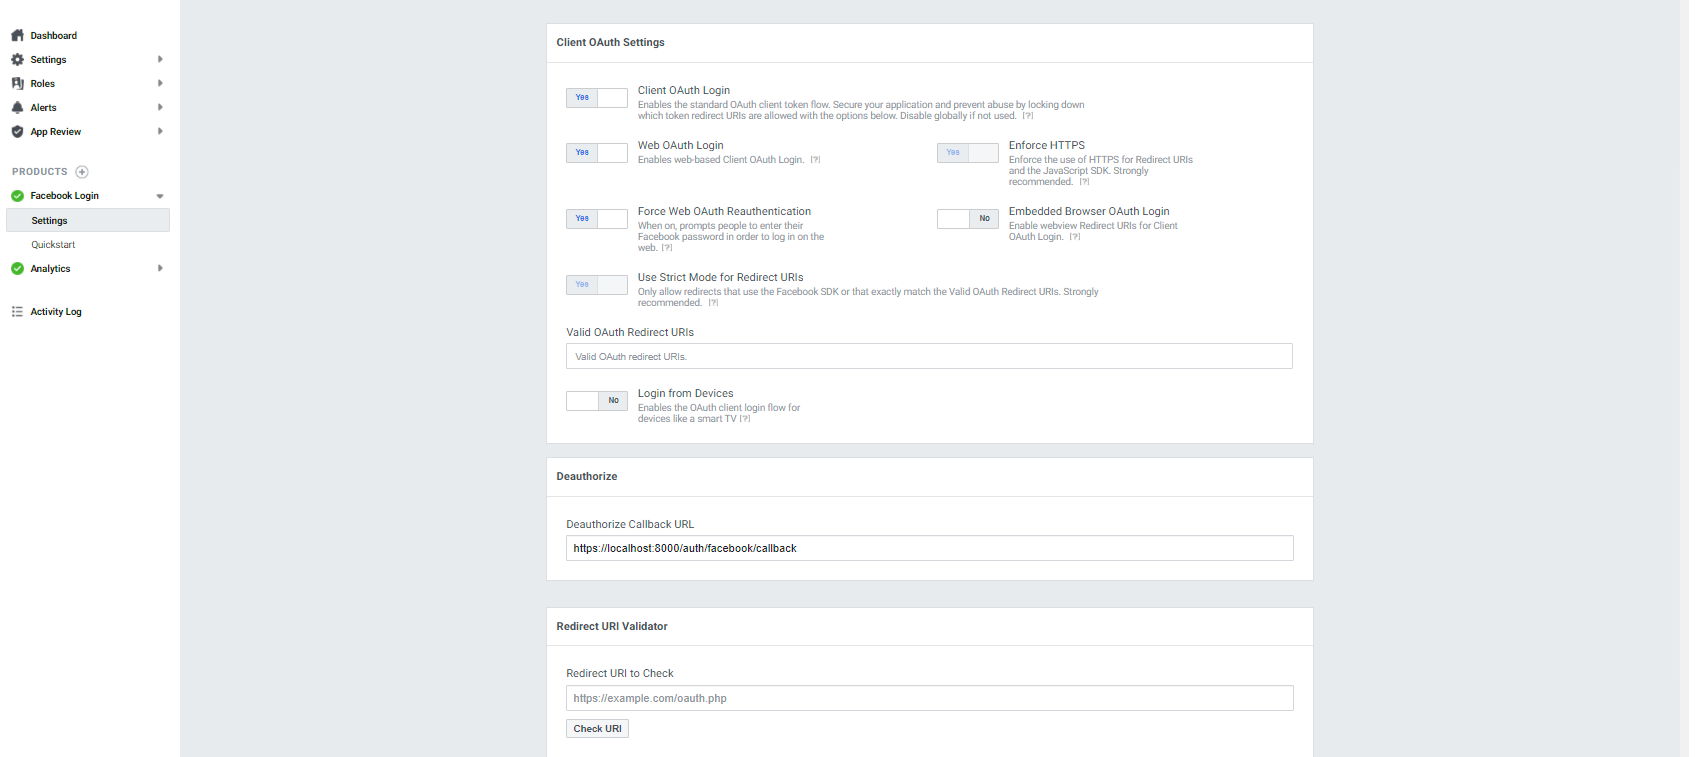 Dashboard
Settings
Roles
Alerts
App Review
PRODUCTS
Facebook Login
Settings
Quickstart
Analytics
Activity Log
Client OAuth Settings
Yes
Client OAuth Login
Enables the standard OAuth client token flow. Secure your application and prevent abuse by locking down
which token redirect URIs are allowed with the options below. Disable globally if not used. [?]
Yes
Web OAuth Login
Enables web-based Client OAuth Login. [?]
Yes
Enforce HTTPS
Enforce the use of HTTPS for Redirect URIs
and the JavaScript SDK. Strongly
recommended. [?]
Yes
Force Web OAuth Reauthentication
When on, prompts people to enter their
Facebook password in order to log in on the
web. [?]
No
Embedded Browser OAuth Login
Enable webview Redirect URIs for Client
OAuth Login. [?]
Yes
Use Strict Mode for Redirect URIs
Only allow redirects that use the Facebook SDK or that exactly match the Valid OAuth Redirect URIs. Strongly
recommended. [?]
Valid OAuth Redirect URIs
Valid OAuth redirect URIs.
No
Login from Devices
Enables the OAuth client login flow for
devices like a smart TV [?]
Deauthorize
Deauthorize Callback URL
https://localhost:8000/auth/facebook/callback
Redirect URI Validator
Redirect URI to Check
https://example.com/oauth.php
Check URI